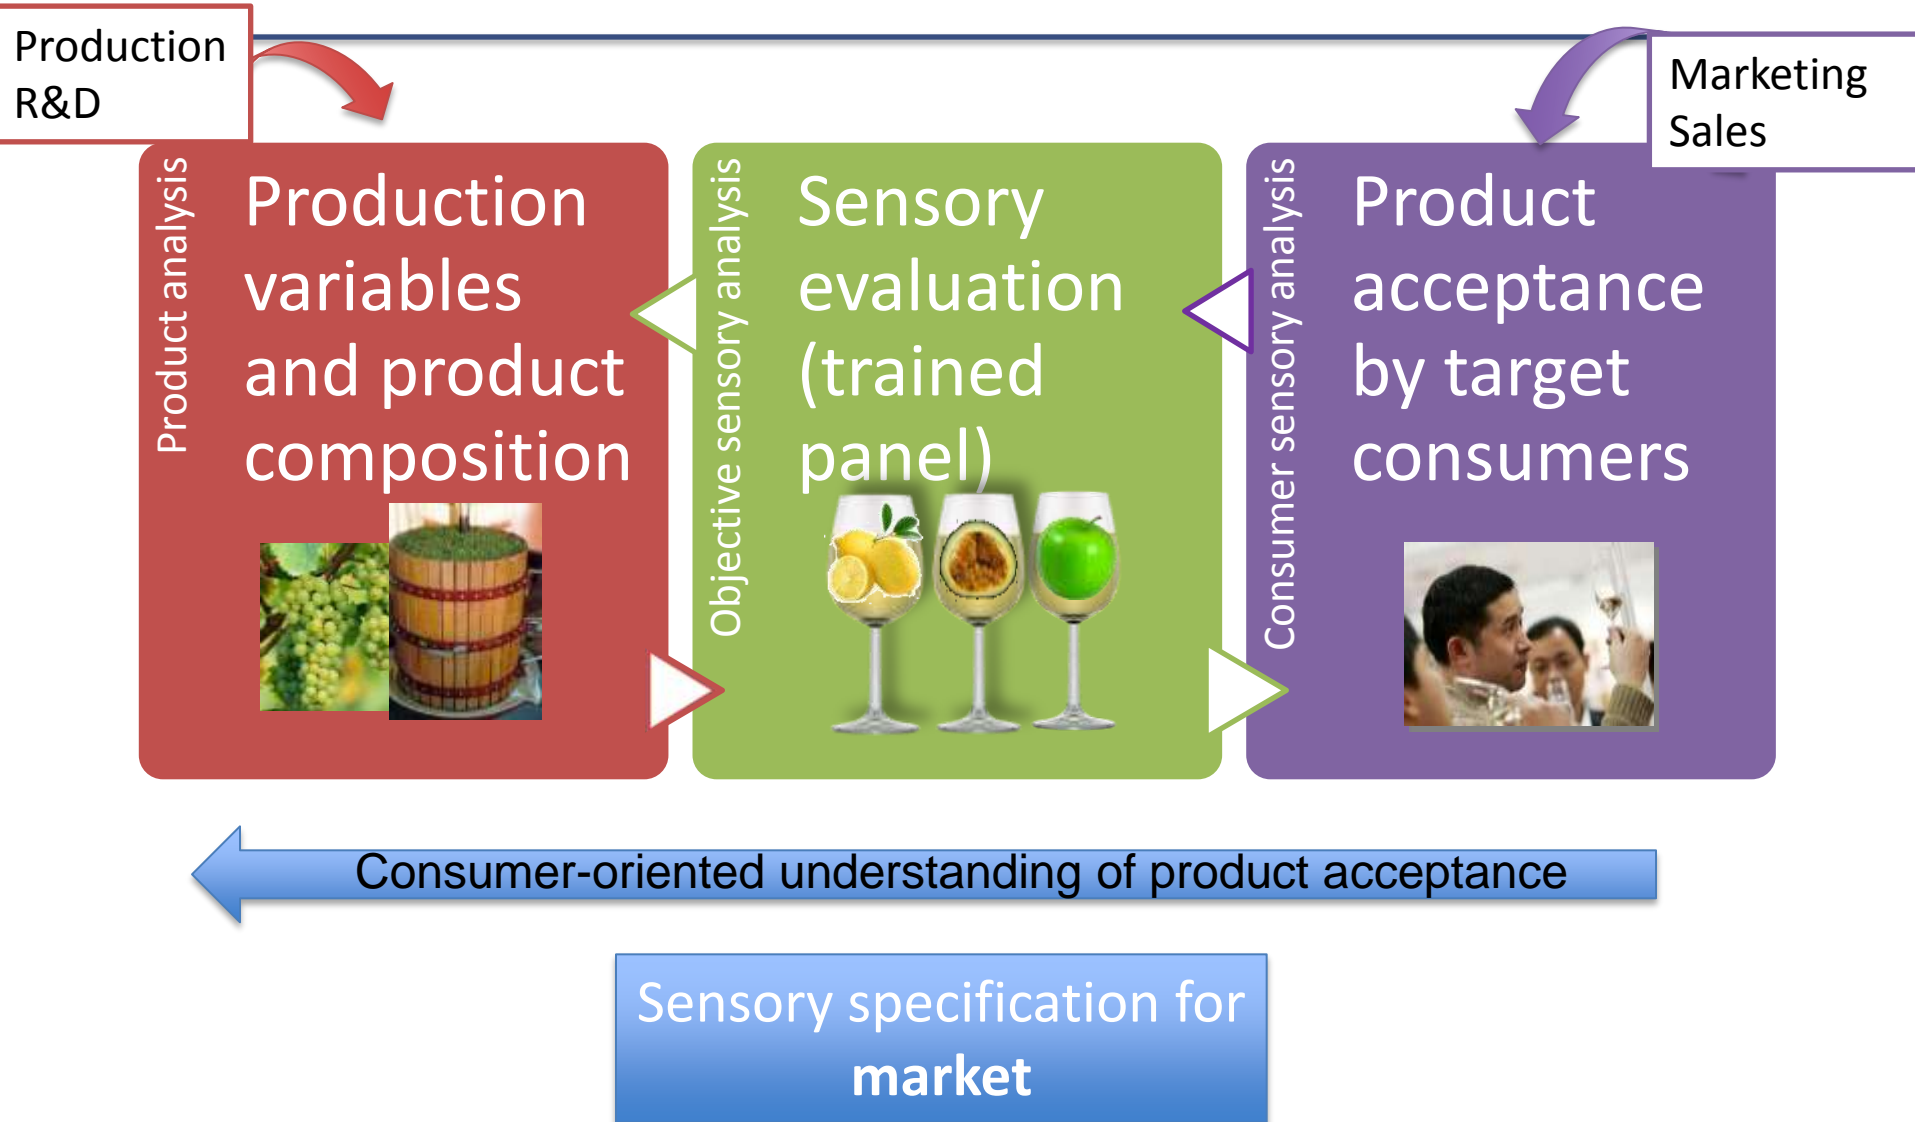 Production
R&D
Marketing
Sales
Product analysis
Production
variables
and product
composition
Objective sensory analysis
Sensory
evaluation
(trained
panel)
Consumer sensory analysis
Product
acceptance
by target
consumers
Consumer-oriented understanding of product acceptance
Sensory specification for
market